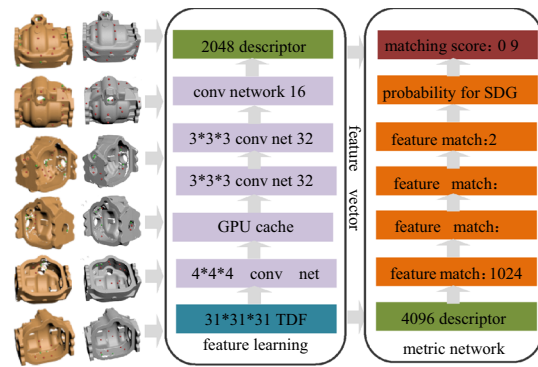 2048 descriptor
conv network 16
3*3*3 conv net 32
3*3*3 conv net 32
GPU cache
4*4*4 conv net
31*31*31 TDF
feature learning
feature vector
matching score: 0 9
probability for SDG
feature match: 2
feature match:
feature match:
feature match: 1024
4096 descriptor
metric network